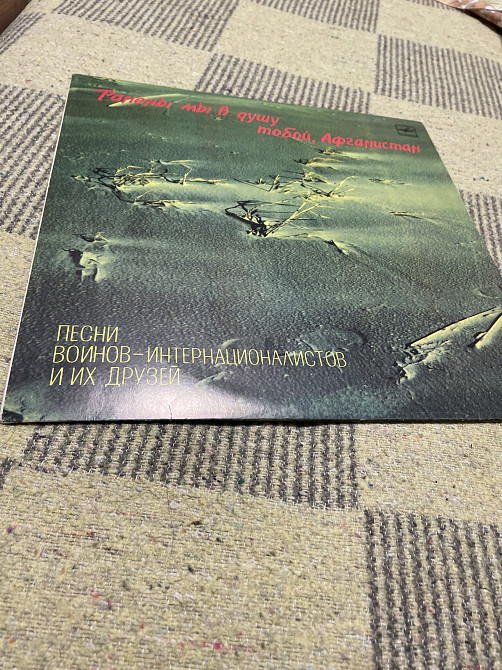 Ранены мы в душу
тобой, Афганистан
ПЕСНИ
ВОИНОВ-ИНТЕРНАЦИОНАЛИСТОВ
И ИХ ДРУЗЕЙ